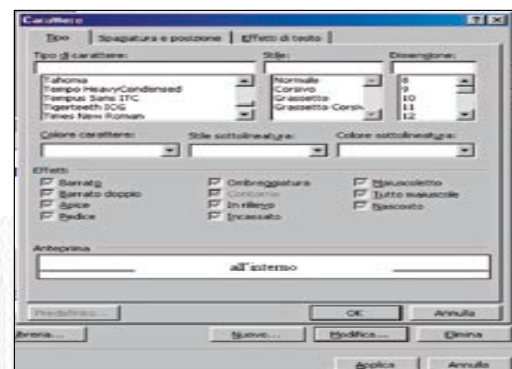 Carattere
Tipo Spaziatura e posizione Effetti di testo
Tipo di carattere: Stile: Dimensione:
Tahoma Normale 8
Tempo HeavyCondensed Corsivo 9
Tempus Sans ITC Grassetto 10
Tigerteeth ICG Grassetto Corsivo 11
Times New Roman 12
Colore carattere: Stile sottolineatura: Colore sottolineatura:
Effetti
Barrato Ombreggiatura Maiuscoletto
Barrato doppio Contorno Tutto maiuscole
Apice In rilievo Nascosto
Pedice Incassato
Anteprima
all'interno
Predefinito... OK Annulla
Nuovo... Modifica... Elimina
Applica Annulla